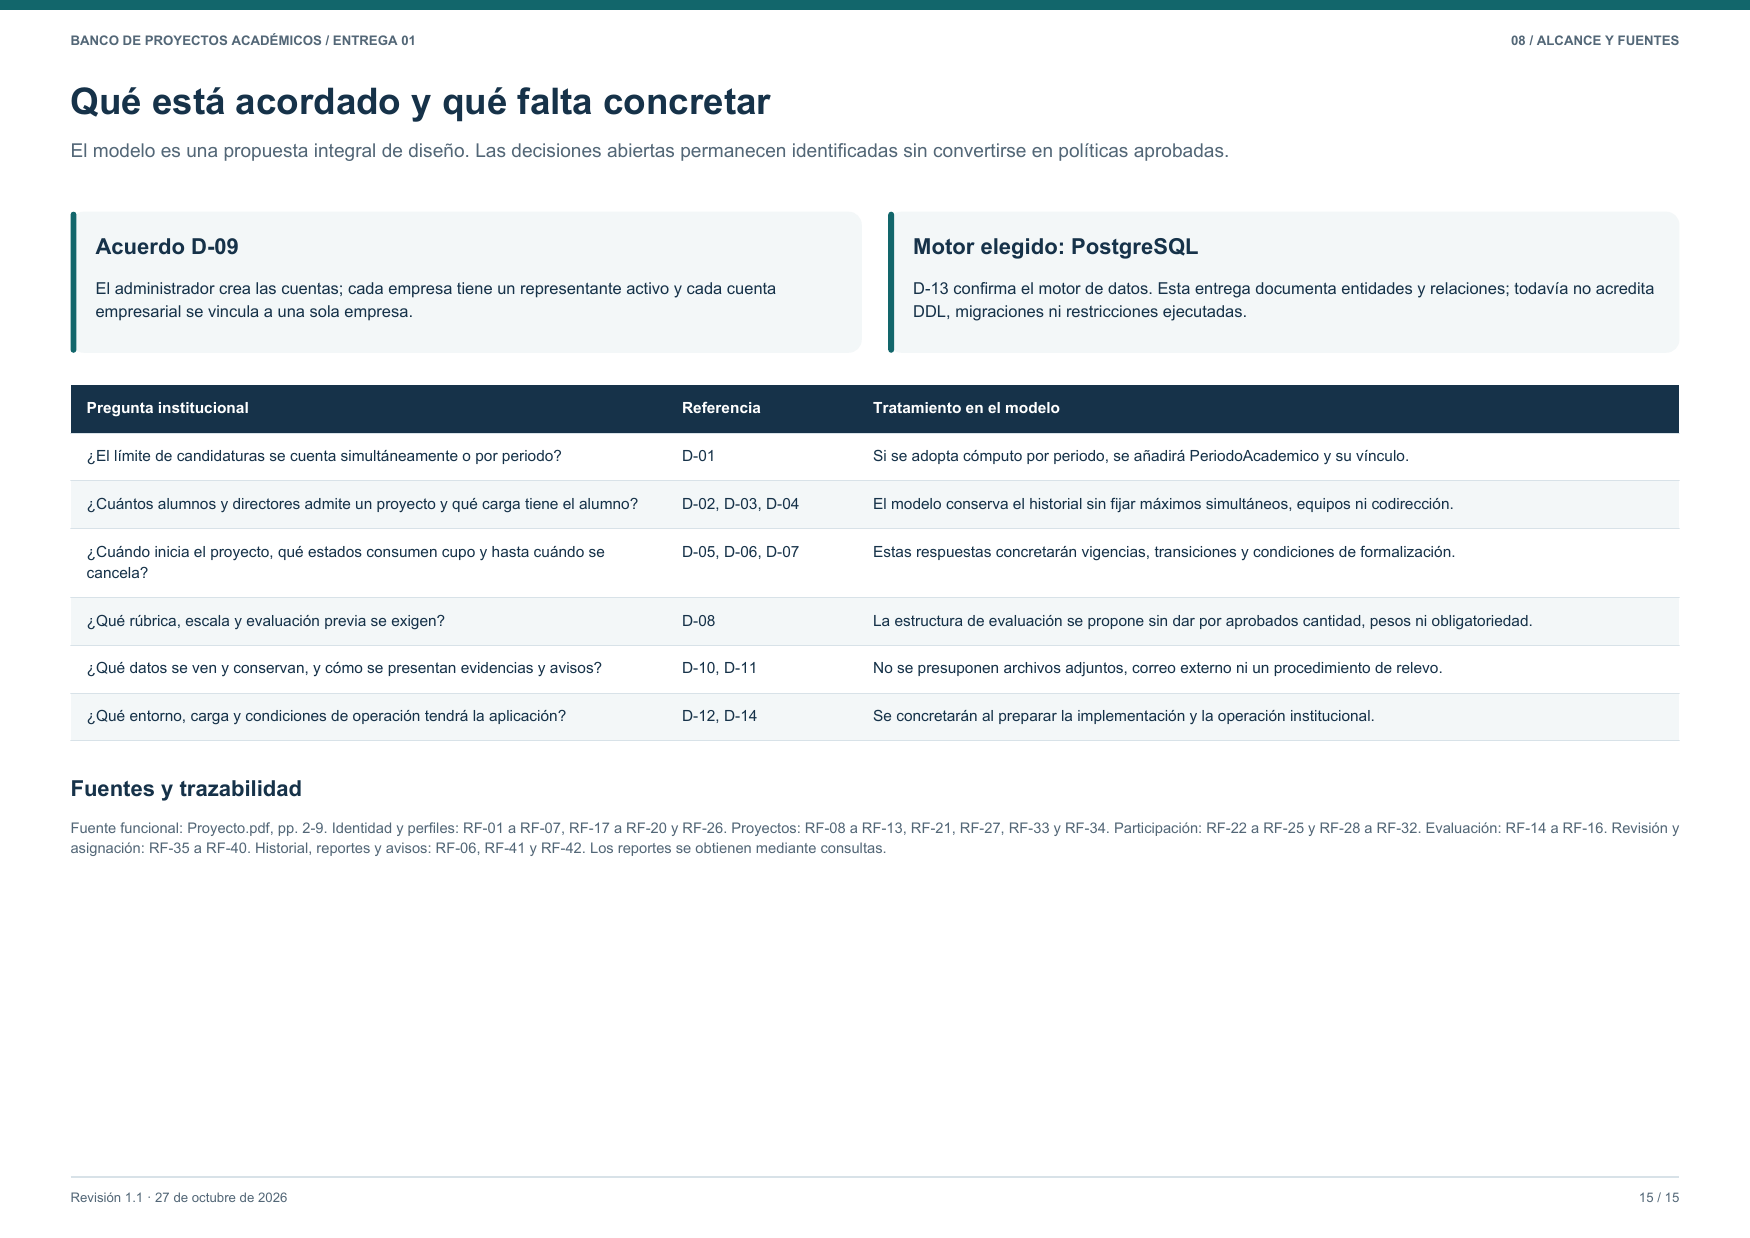 BANCO DE PROYECTOS ACADÉMICOS / ENTREGA 01
08 / ALCANCE Y FUENTES
Qué está acordado y qué falta concretar
El modelo es una propuesta integral de diseño. Las decisiones abiertas permanecen identificadas sin convertirse en políticas aprobadas.
Acuerdo D-09
El administrador crea las cuentas; cada empresa tiene un representante activo y cada cuenta
empresarial se vincula a una sola empresa.
Motor elegido: PostgreSQL
D-13 confirma el motor de datos. Esta entrega documenta entidades y relaciones; todavía no acredita
DDL, migraciones ni restricciones ejecutadas.
Pregunta institucional Referencia Tratamiento en el modelo
¿El límite de candidaturas se cuenta simultáneamente o por periodo? D-01 Si se adopta cómputo por periodo, se añadirá PeriodoAcademico y su vínculo.
¿Cuántos alumnos y directores admite un proyecto y qué carga tiene el alumno? D-02, D-03, D-04 El modelo conserva el historial sin fijar máximos simultáneos, equipos ni codirección.
¿Cuándo inicia el proyecto, qué estados consumen cupo y hasta cuándo se D-05, D-06, D-07 Estas respuestas concretarán vigencias, transiciones y condiciones de formalización.
cancela?
¿Qué rúbrica, escala y evaluación previa se exigen? D-08 La estructura de evaluación se propone sin dar por aprobados cantidad, pesos ni obligatoriedad.
¿Qué datos se ven y conservan, y cómo se presentan evidencias y avisos? D-10, D-11 No se presuponen archivos adjuntos, correo externo ni un procedimiento de relevo.
¿Qué entorno, carga y condiciones de operación tendrá la aplicación? D-12, D-14 Se concretarán al preparar la implementación y la operación institucional.
Fuentes y trazabilidad
Fuente funcional: Proyecto.pdf, pp. 2-9. Identidad y perfiles: RF-01 a RF-07, RF-17 a RF-20 y RF-26. Proyectos: RF-08 a RF-13, RF-21, RF-27, RF-33 y RF-34. Participación: RF-22 a RF-25 y RF-28 a RF-32. Evaluación: RF-14 a RF-16. Revisión y
asignación: RF-35 a RF-40. Historial, reportes y avisos: RF-06, RF-41 y RF-42. Los reportes se obtienen mediante consultas.
Revisión 1.1 · 27 de octubre de 2026
15 / 15